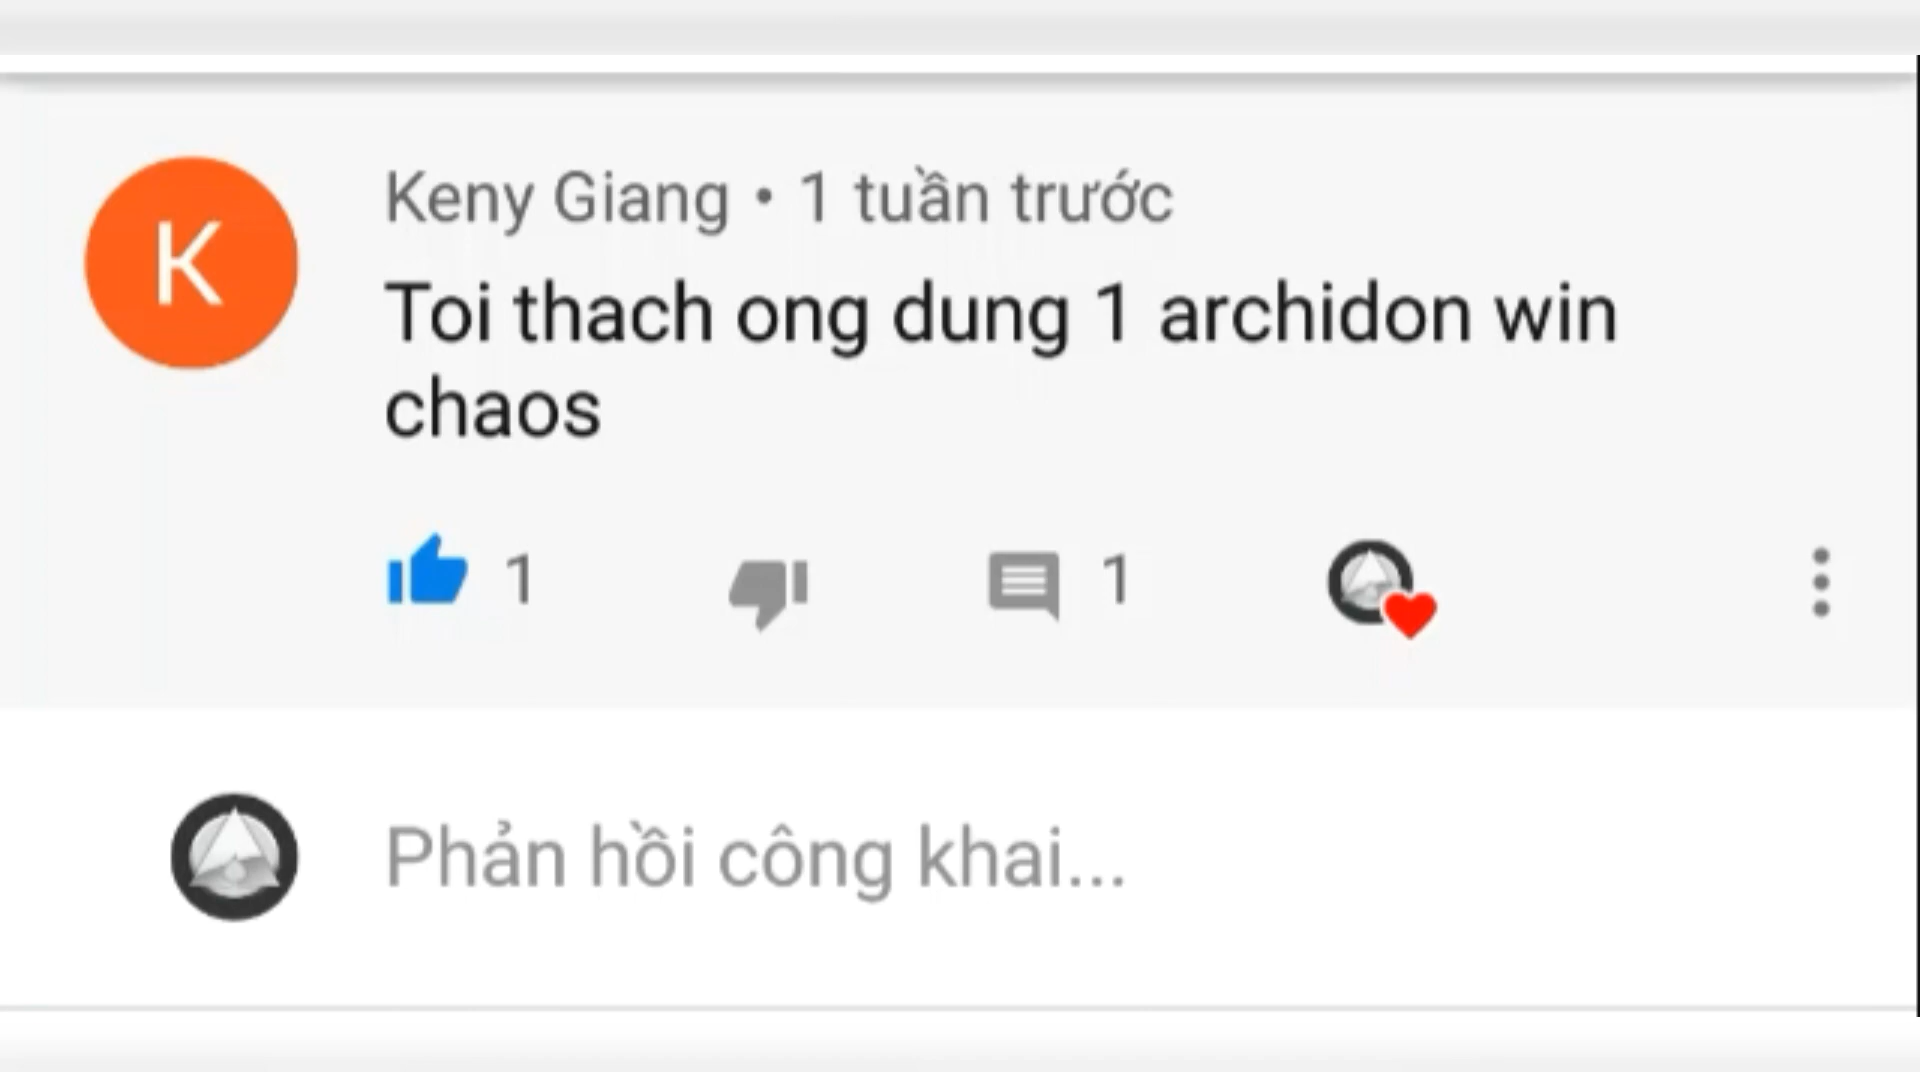 K
Keny Giang • 1 tuần trước
Toi thach ong dung 1 archidon win
chaos
1 1
Phản hồi công khai...